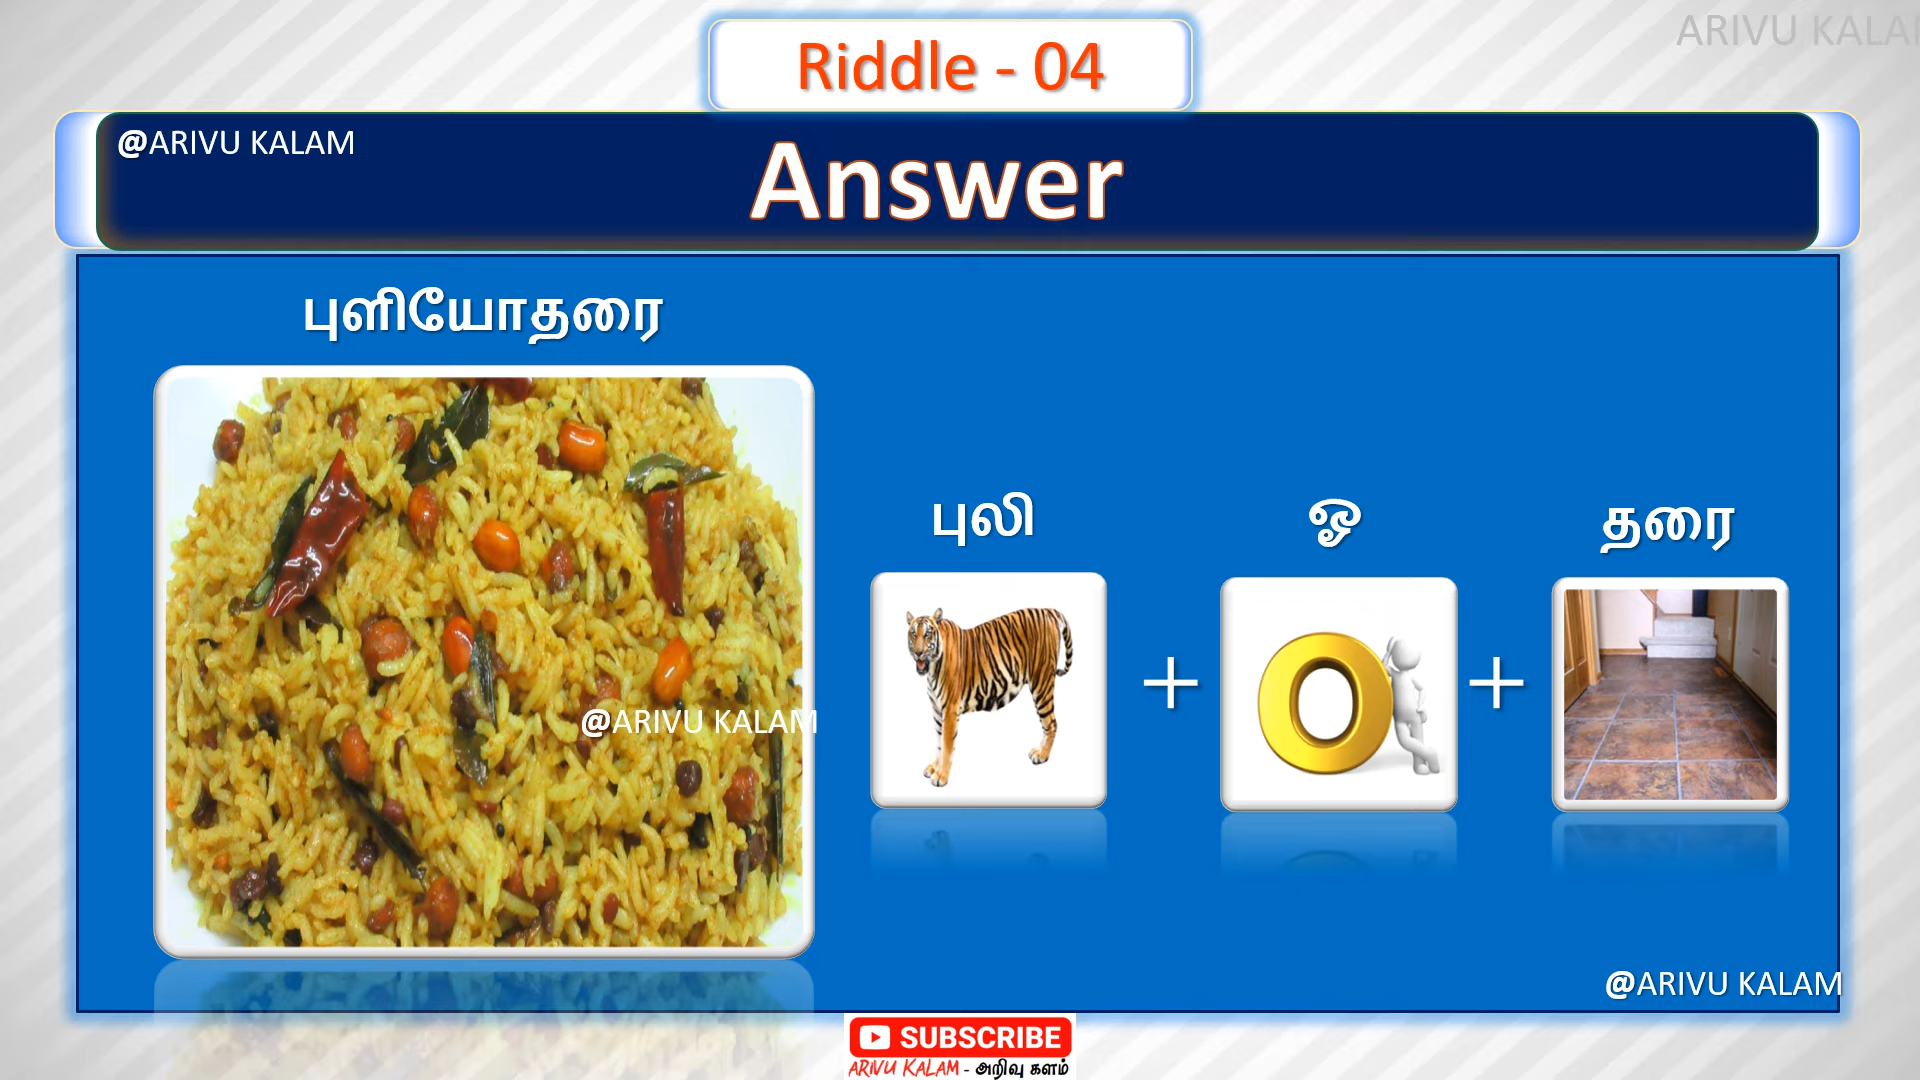 ARIVU KALA
Riddle - 04
@ARIVU KALAM
Answer
புளியோதரை
புலி
ஓ
தரை
O
+
+
@ARIVU KALAM
@ARIVU KALAM
SUBSCRIBE
ARIVU KALAM - அறிவு களம்